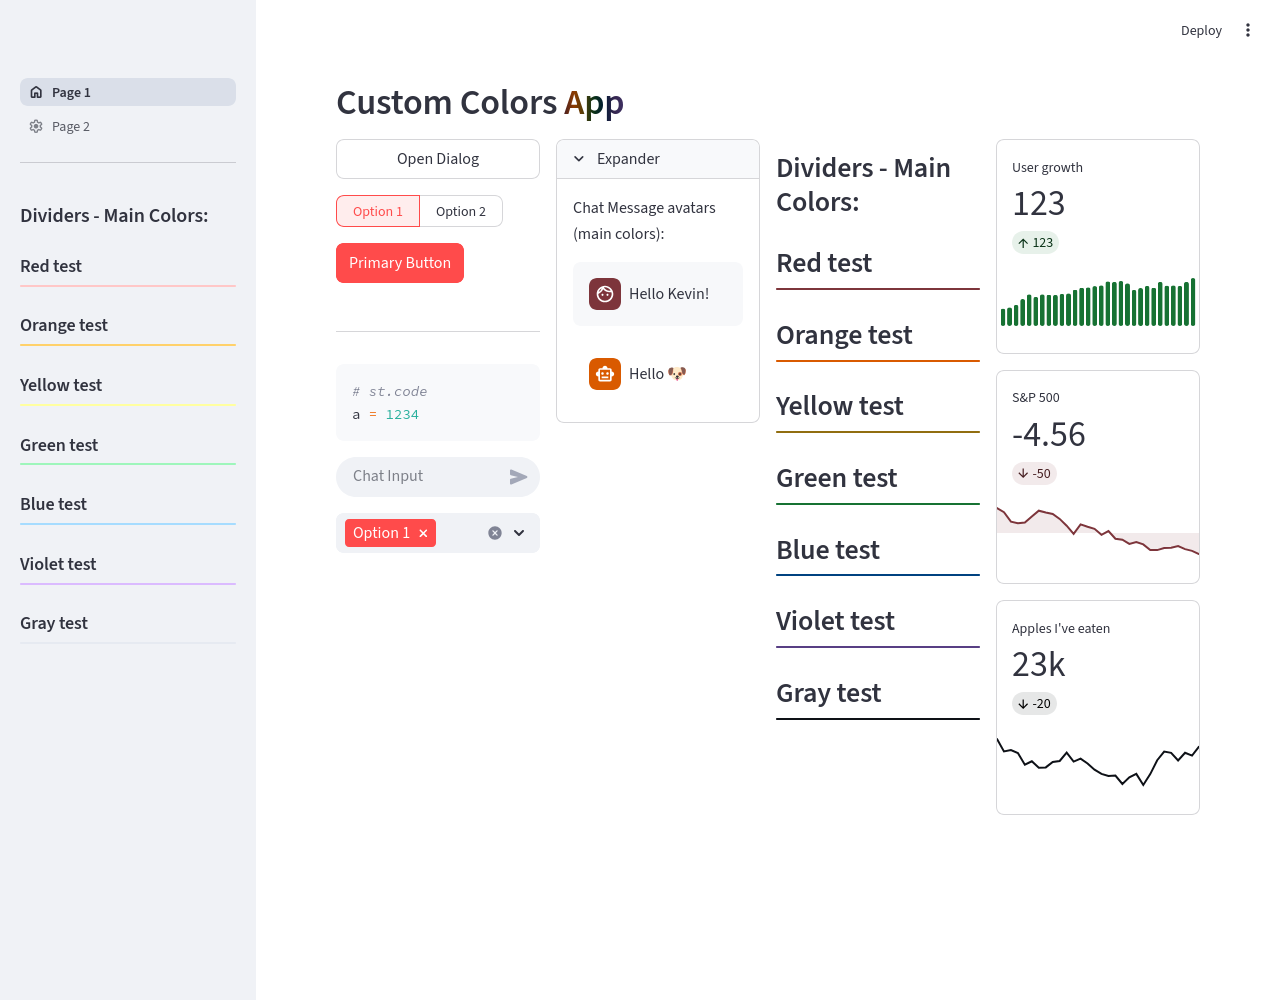 Deploy
Page 1
Page 2
Dividers - Main Colors:
Red test
Orange test
Yellow test
Green test
Blue test
Violet test
Gray test
Custom Colors App
Open Dialog
Option 1
Option 2
Primary Button
# st.code
a = 1234
Chat Input
Option 1
Expander
Chat Message avatars
(main colors):
Hello Kevin!
Hello 🐶
Dividers - Main
Colors:
Red test
Orange test
Yellow test
Green test
Blue test
Violet test
Gray test
User growth
123
123
S&P 500
-4.56
-50
Apples I've eaten
23k
-20